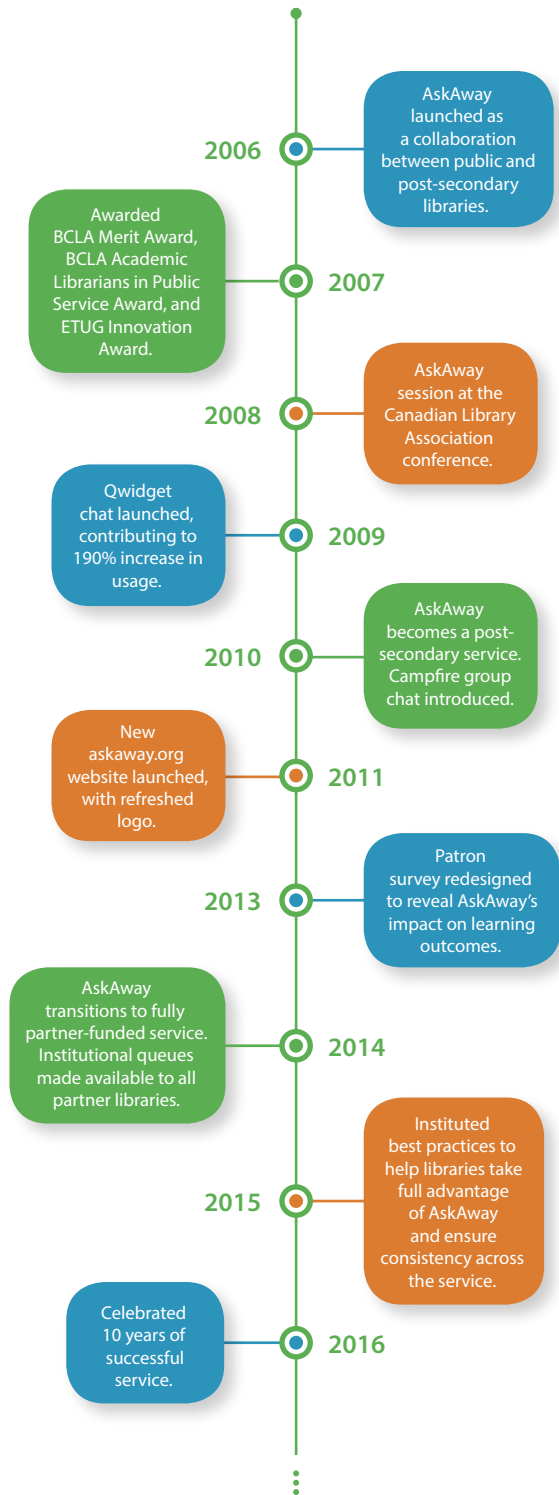 2006
AskAway
launched as
a collaboration
between public and
post-secondary
libraries.
Awarded
BCLA Merit Award,
BCLA Academic
Librarians in Public
Service Award, and
ETUG Innovation
Award.
2007
2008
AskAway
session at the
Canadian Library
Association
conference.
Qwidget
chat launched,
contributing to
190% increase in
usage.
2009
2010
AskAway
becomes a post-
secondary service.
Campfire group
chat introduced.
New
askaway.org
website launched,
with refreshed
logo.
2011
2013
Patron
survey redesigned
to reveal AskAway’s
impact on learning
outcomes.
AskAway
transitions to fully
partner-funded service.
Institutional queues
made available to all
partner libraries.
2014
2015
Instituted
best practices to
help libraries take
full advantage
of AskAway
and ensure
consistency across
the service.
Celebrated
10 years of
successful
service.
2016